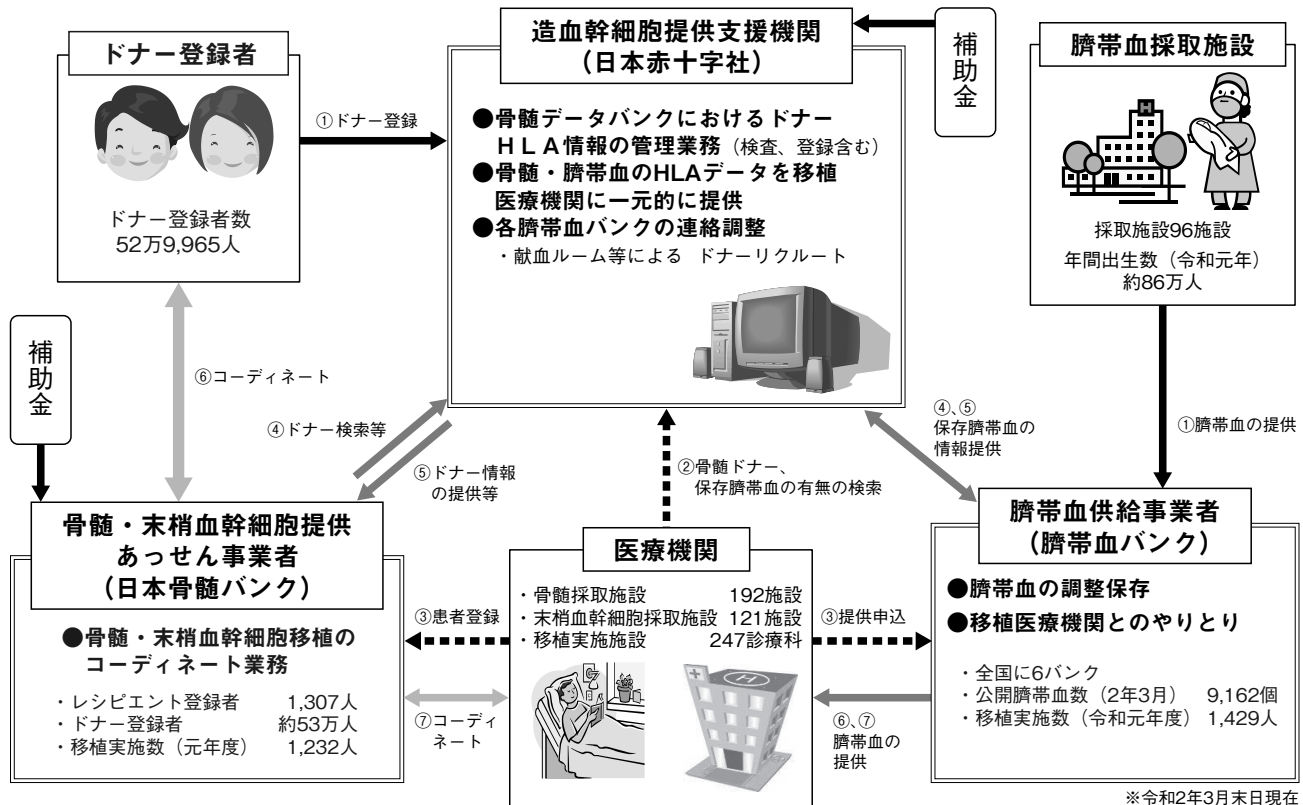 ドナー登録者
ドナー登録者数
52万9,965人
①ドナー登録
造血幹細胞提供支援機関
（日本赤十字社）
●骨髄データバンクにおけるドナー
ＨＬＡ情報の管理業務（検査、登録含む）
●骨髄・臍帯血のHLAデータを移植
医療機関に一元的に提供
●各臍帯血バンクの連絡調整
・献血ルーム等による ドナーリクルート
補助金
臍帯血採取施設
H
採取施設96施設
年間出生数（令和元年）
約86万人
補助金
⑥コーディネート
④ドナー検索等
⑤ドナー情報
の提供等
②骨髄ドナー、
保存臍帯血の有無の検索
④、⑤
保存臍帯血の
情報提供
①臍帯血の提供
骨髄・末梢血幹細胞提供
あっせん事業者
（日本骨髄バンク）
●骨髄・末梢血幹細胞移植の
コーディネート業務
・レシピエント登録者 1,307人
・ドナー登録者 約53万人
・移植実施数（元年度） 1,232人
③患者登録
⑦コーディ
ネート
医療機関
・骨髄採取施設 192施設
・末梢血幹細胞採取施設 121施設
・移植実施施設 247診療科
H
③提供申込
⑥、⑦
臍帯血の
提供
臍帯血供給事業者
（臍帯血バンク）
●臍帯血の調整保存
●移植医療機関とのやりとり
・全国に6バンク
・公開臍帯血数（2年3月） 9,162個
・移植実施数（令和元年度） 1,429人
※令和2年3月末日現在